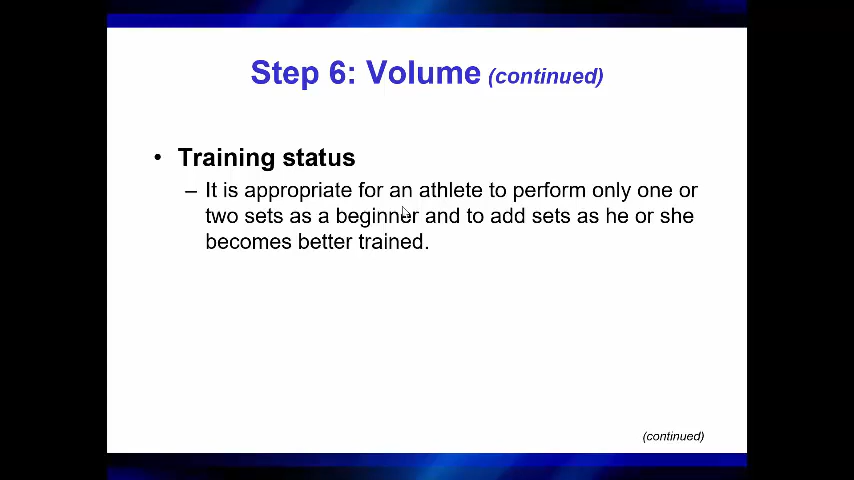 Step 6: Volume (continued)
• Training status
– It is appropriate for an athlete to perform only one or
two sets as a beginner and to add sets as he or she
becomes better trained.
(continued)